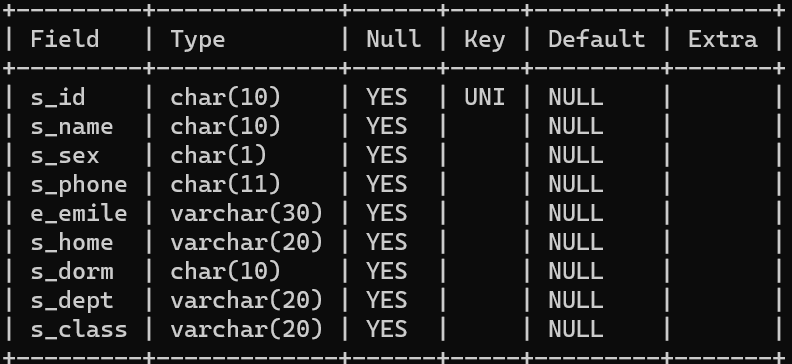 +---------+--------------+------+-----+---------+-------+
| Field   | Type         | Null | Key | Default | Extra |
+---------+--------------+------+-----+---------+-------+
| s_id    | char(10)     | YES  | UNI | NULL    |       |
| s_name  | char(10)     | YES  |     | NULL    |       |
| s_sex   | char(1)      | YES  |     | NULL    |       |
| s_phone | char(11)     | YES  |     | NULL    |       |
| e_emile | varchar(30)  | YES  |     | NULL    |       |
| s_home  | varchar(20)  | YES  |     | NULL    |       |
| s_dorm  | char(10)     | YES  |     | NULL    |       |
| s_dept  | varchar(20)  | YES  |     | NULL    |       |
| s_class | varchar(20)  | YES  |     | NULL    |       |
+---------+--------------+------+-----+---------+-------+